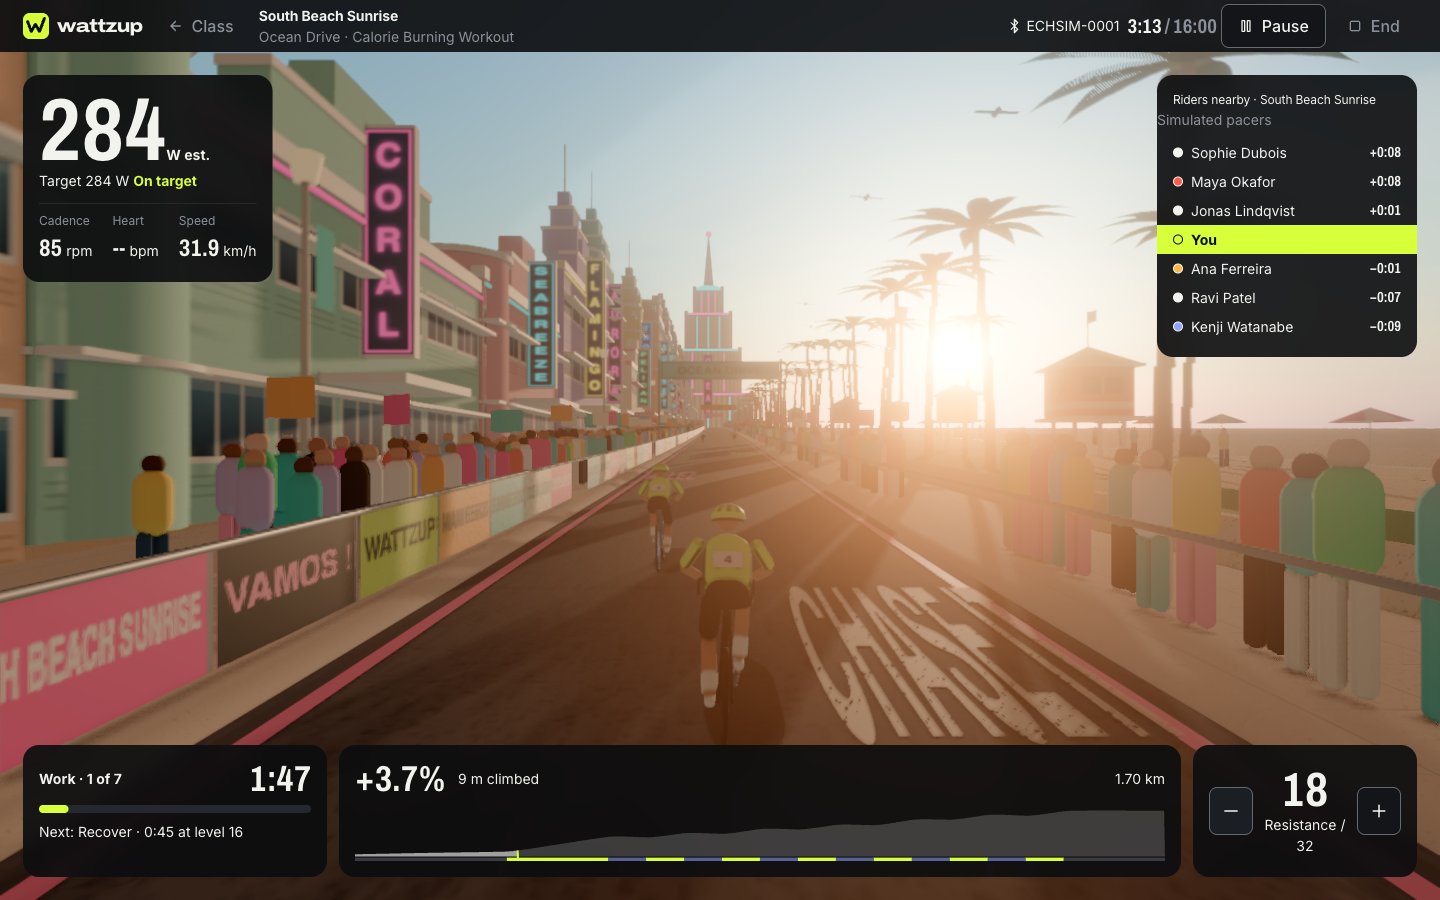 wattzup
Class
South Beach Sunrise
Ocean Drive · Calorie Burning Workout
ECHSIM-0001 3:13 / 16:00
Pause
End
284 W est.
Target 284 W On target
Cadence Heart Speed
85 rpm -- bpm 31.9 km/h
Riders nearby · South Beach Sunrise
Simulated pacers
Sophie Dubois +0:08
Maya Okafor +0:08
Jonas Lindqvist +0:01
You
Ana Ferreira −0:01
Ravi Patel −0:07
Kenji Watanabe −0:09
CORAL
SEABREEZE
FLAMINGO
H BEACH SUNRISE
VAMOS !
WATTZUP
4
CHASE
Work · 1 of 7 1:47
Next: Recover · 0:45 at level 16
+3.7% 9 m climbed 1.70 km
18
Resistance /
32